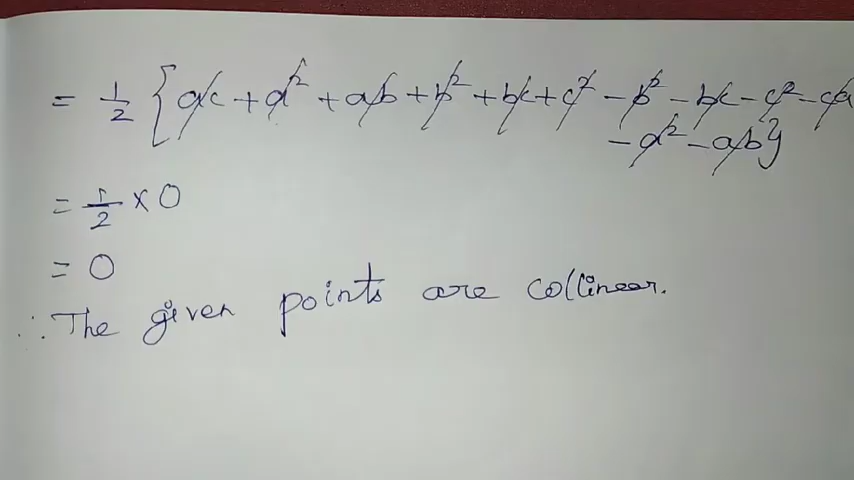 = 1/2 { ac + a² + ab + b² + bc + c² - b² - bc - c² - ca
- a² - ab }
= 1/2 × 0
= 0
∴ The given points are collinear.